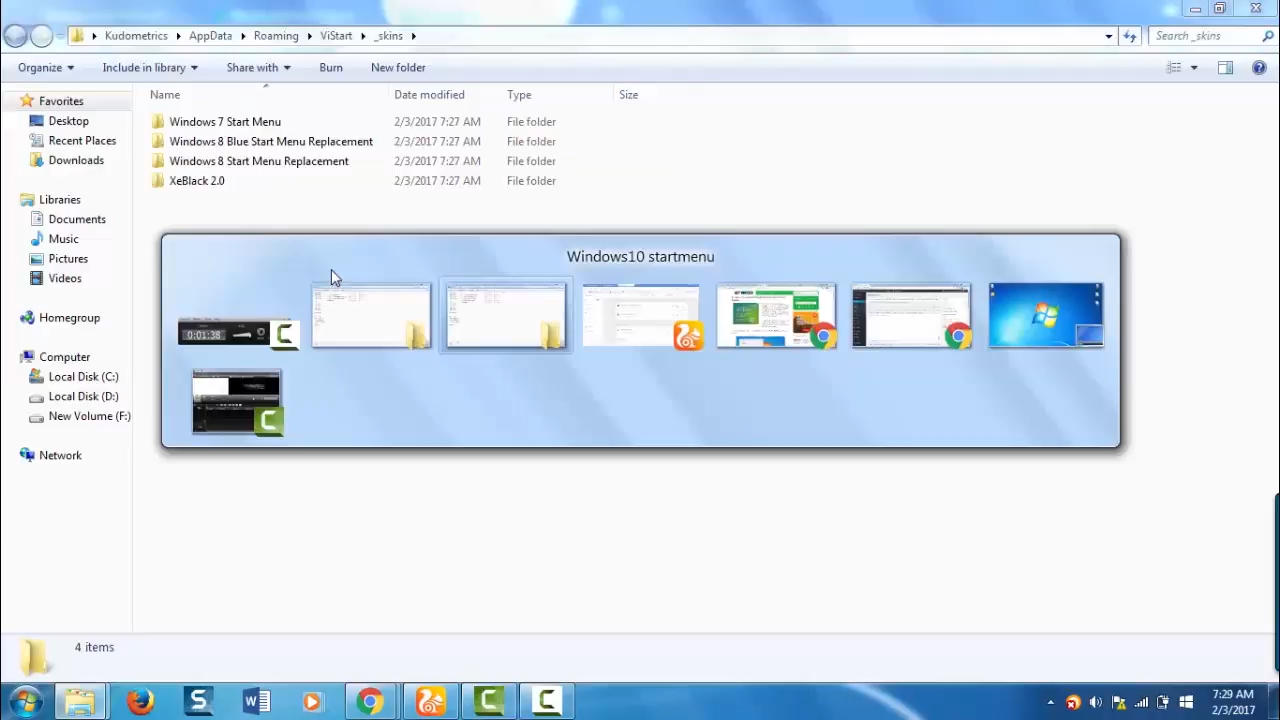 Kudometrics AppData Roaming ViStart _skins
Search _skins
Organize Include in library Share with Burn New folder
Name Date modified Type Size
Favorites
Desktop
Recent Places
Downloads
Libraries
Documents
Music
Pictures
Videos
Homegroup
Computer
Local Disk (C:)
Local Disk (D:)
New Volume (F:)
Network
Windows 7 Start Menu 2/3/2017 7:27 AM File folder
Windows 8 Blue Start Menu Replacement 2/3/2017 7:27 AM File folder
Windows 8 Start Menu Replacement 2/3/2017 7:27 AM File folder
XeBlack 2.0 2/3/2017 7:27 AM File folder
Windows10 startmenu
0:01:38
4 items
7:29 AM
2/3/2017